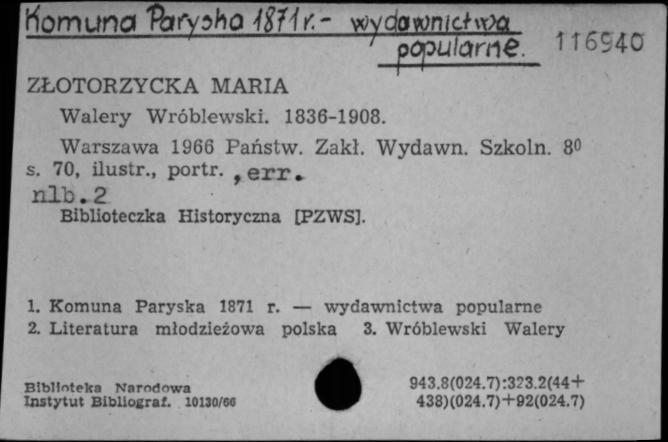 Komuna Paryska 1871 r. - wydawnictwa
popularne.
116940
ZŁOTORZYCKA MARIA
Walery Wróblewski. 1836-1908.
Warszawa 1966 Państw. Zakł. Wydawn. Szkoln. 8⁰
s. 70, ilustr., portr. , err.
nlb. 2
Biblioteczka Historyczna [PZWS].
1. Komuna Paryska 1871 r. — wydawnictwa popularne
2. Literatura młodzieżowa polska 3. Wróblewski Walery
Biblioteka Narodowa
Instytut Bibliograf. 10130/66
943.8(024.7):323.2(44+
438)(024.7)+92(024.7)